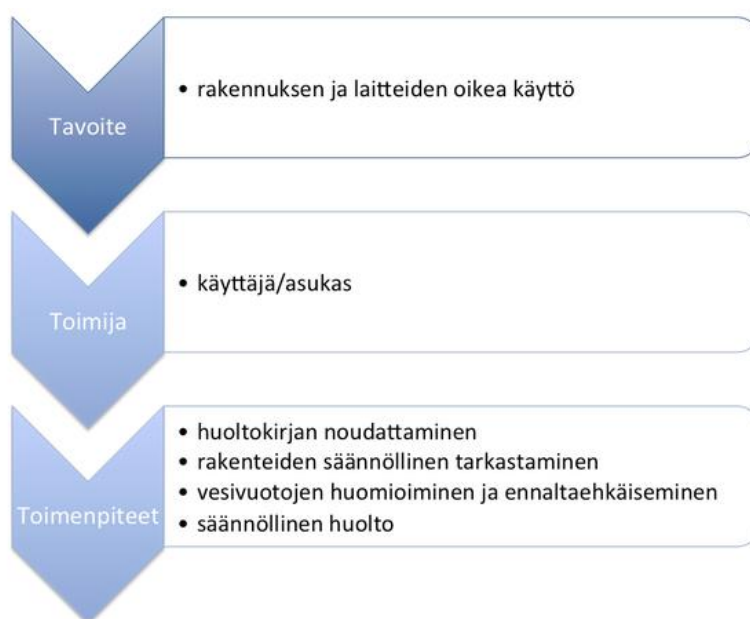 Tavoite
• rakennuksen ja laitteiden oikea käyttö
Toimija
• käyttäjä/asukas
Toimenpiteet
• huoltokirjan noudattaminen
• rakenteiden säännöllinen tarkastaminen
• vesivuotojen huomioiminen ja ennaltaehkäiseminen
• säännöllinen huolto